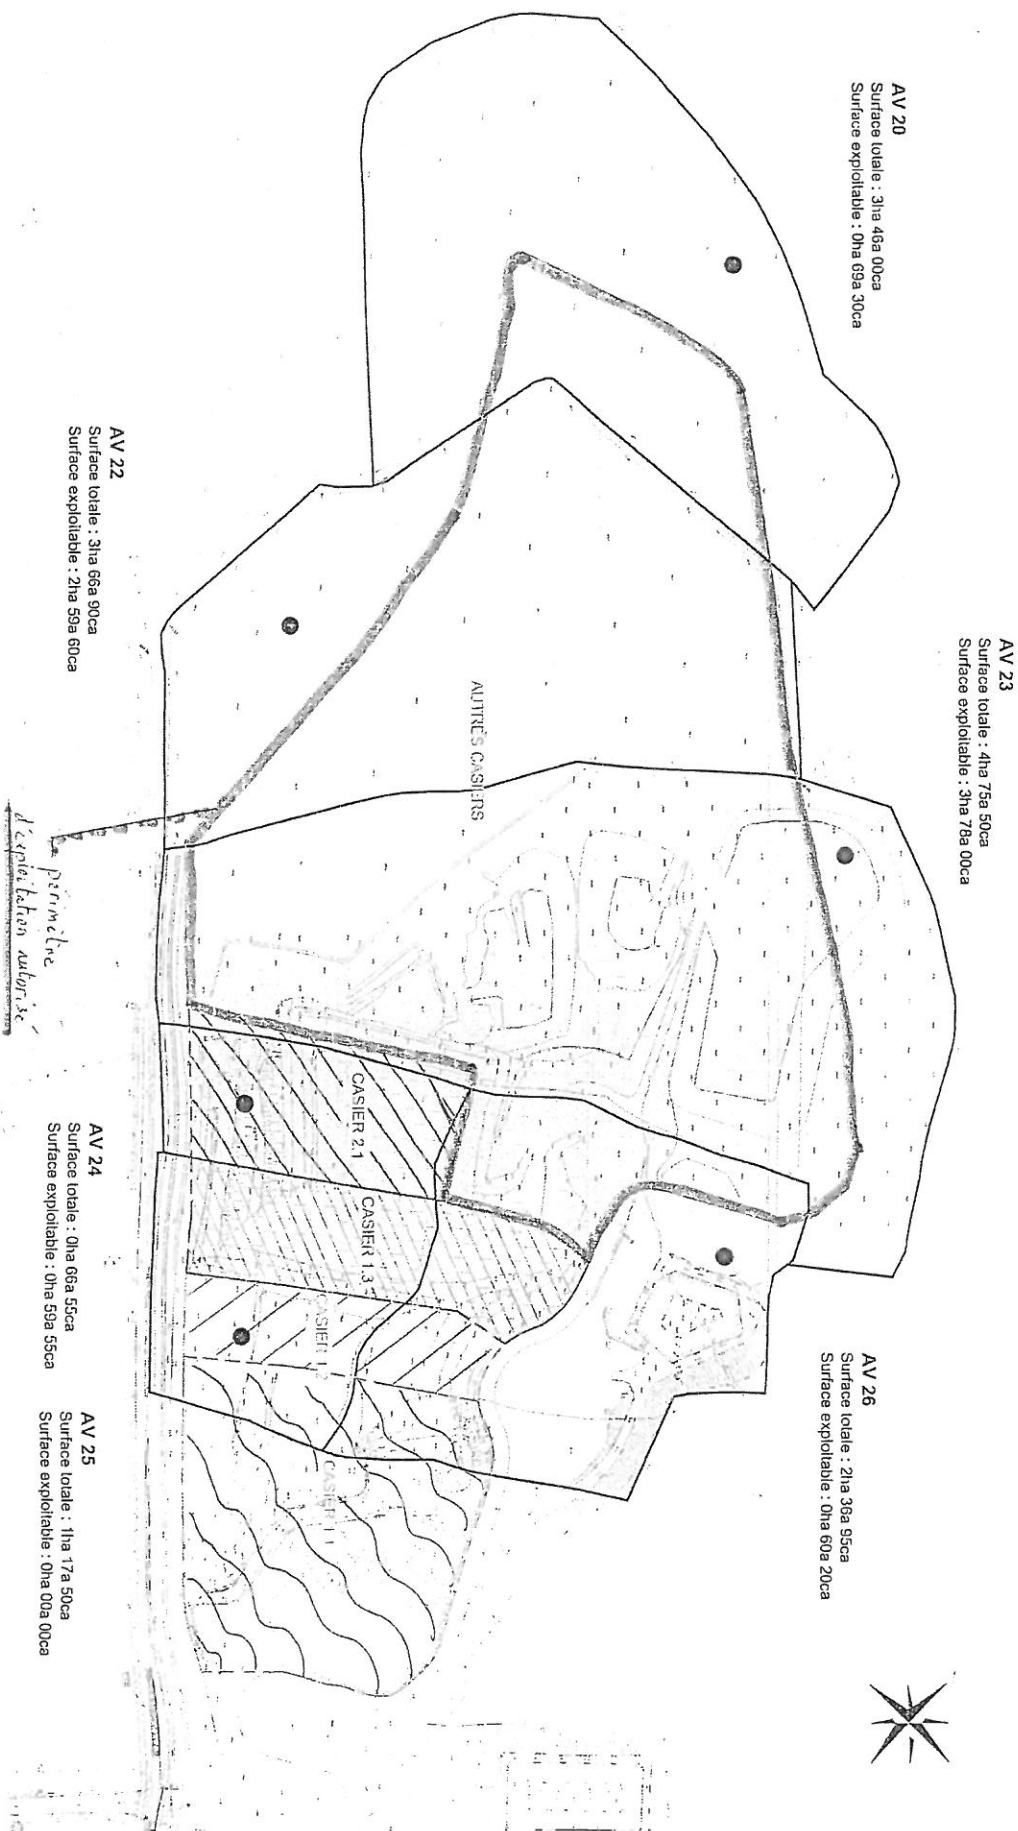 AV 20
Surface totale : 3ha 46a 00ca
Surface exploitable : 0ha 69a 30ca
AV 23
Surface totale : 4ha 75a 50ca
Surface exploitable : 3ha 78a 00ca
AV 26
Surface totale : 2ha 36a 95ca
Surface exploitable : 0ha 60a 20ca
AUTRES CASIERS
CASIER 2.1
CASIER 1.3
CASIER 1.2
CASIER 1.1
AV 22
Surface totale : 3ha 66a 90ca
Surface exploitable : 2ha 59a 60ca
périmètre
d'exploitation autorisé
AV 24
Surface totale : 0ha 66a 55ca
Surface exploitable : 0ha 59a 55ca
AV 25
Surface totale : 1ha 17a 50ca
Surface exploitable : 0ha 00a 00ca